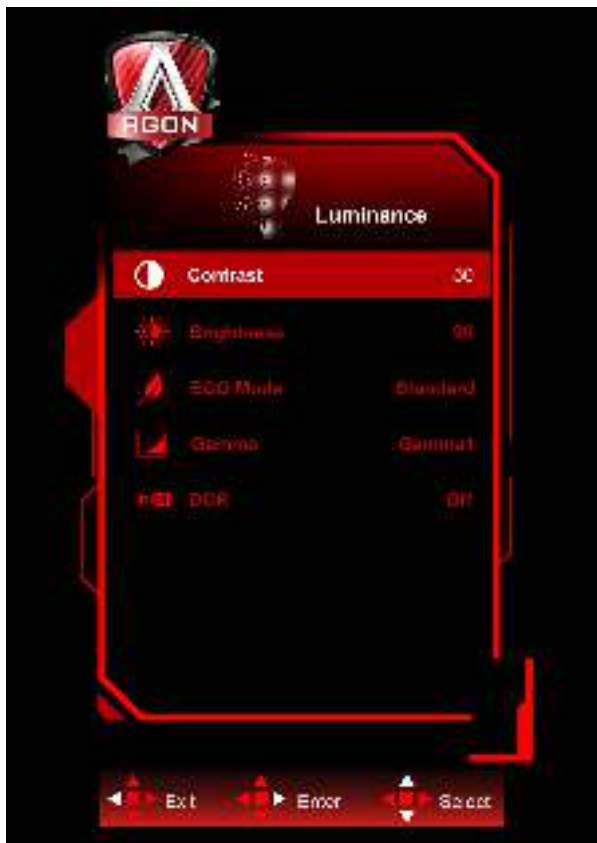 AGON
Luminance
Contrast
Brightness
ECO Mode Standard
Gamma Gamma1
DCR Off
Exit Enter Select